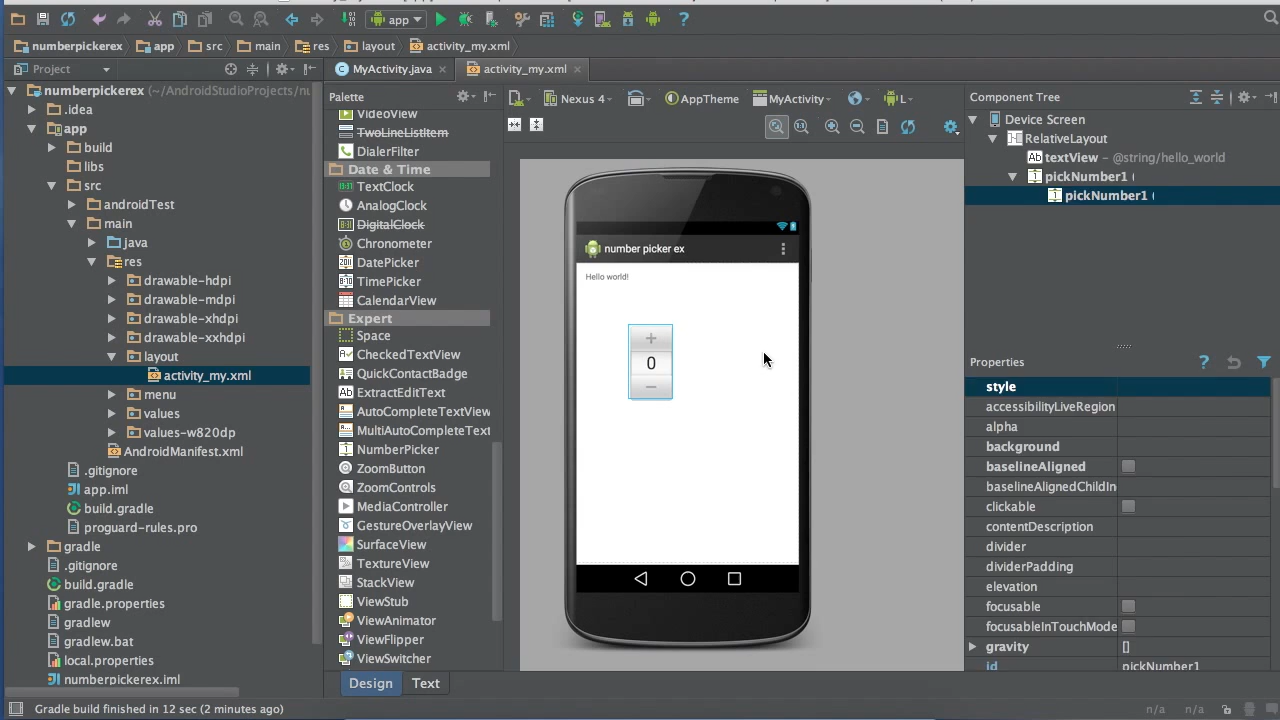 app
numberpickerex
app
src
main
res
layout
activity_my.xml
Project
MyActivity.java
activity_my.xml
numberpickerex (~/AndroidStudioProjects/nu
.idea
app
build
libs
src
androidTest
main
java
res
drawable-hdpi
drawable-mdpi
drawable-xhdpi
drawable-xxhdpi
layout
activity_my.xml
menu
values
values-w820dp
AndroidManifest.xml
.gitignore
app.iml
build.gradle
proguard-rules.pro
gradle
.gitignore
build.gradle
gradle.properties
gradlew
gradlew.bat
local.properties
numberpickerex.iml
Palette
VideoView
TwoLineListItem
DialerFilter
Date & Time
TextClock
AnalogClock
DigitalClock
Chronometer
DatePicker
TimePicker
CalendarView
Expert
Space
CheckedTextView
QuickContactBadge
ExtractEditText
AutoCompleteTextView
MultiAutoCompleteText
NumberPicker
ZoomButton
ZoomControls
MediaController
GestureOverlayView
SurfaceView
TextureView
StackView
ViewStub
ViewAnimator
ViewFlipper
ViewSwitcher
Nexus 4
AppTheme
MyActivity
L
number picker ex
Hello world!
+
0
−
Design
Text
Component Tree
Device Screen
RelativeLayout
Ab textView – @string/hello_world
pickNumber1 (
pickNumber1 (
Properties
style
accessibilityLiveRegion
alpha
background
baselineAligned
baselineAlignedChildIn
clickable
contentDescription
divider
dividerPadding
elevation
focusable
focusableInTouchMode
gravity []
id pickNumber1
Gradle build finished in 12 sec (2 minutes ago)
n/a
n/a